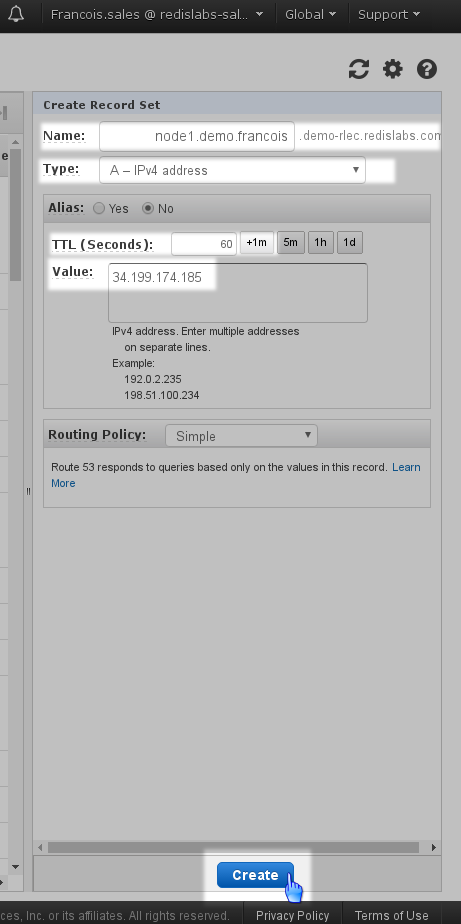 Francois.sales @ redislabs-sal... Global Support
Create Record Set
e
Name: node1.demo.francois .demo-rlec.redislabs.com
Type: A – IPv4 address
Alias: Yes No
TTL (Seconds): 60 +1m 5m 1h 1d
Value: 34.199.174.185
IPv4 address. Enter multiple addresses
on separate lines.
Example:
192.0.2.235
198.51.100.234
Routing Policy: Simple
Route 53 responds to queries based only on the values in this record. Learn
More
Create
ces, Inc. or its affiliates. All rights reserved. Privacy Policy Terms of Use